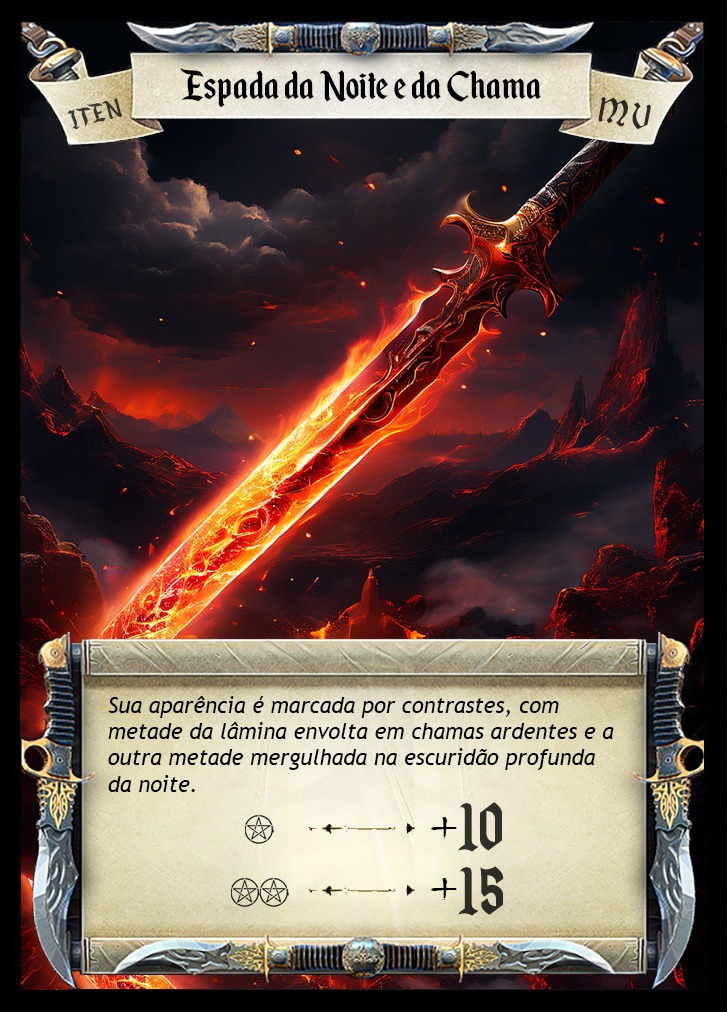 Espada da Noite e da Chama
ITEN
MU
Sua aparência é marcada por contrastes, com
metade da lâmina envolta em chamas ardentes e a
outra metade mergulhada na escuridão profunda
da noite.
+10
+15